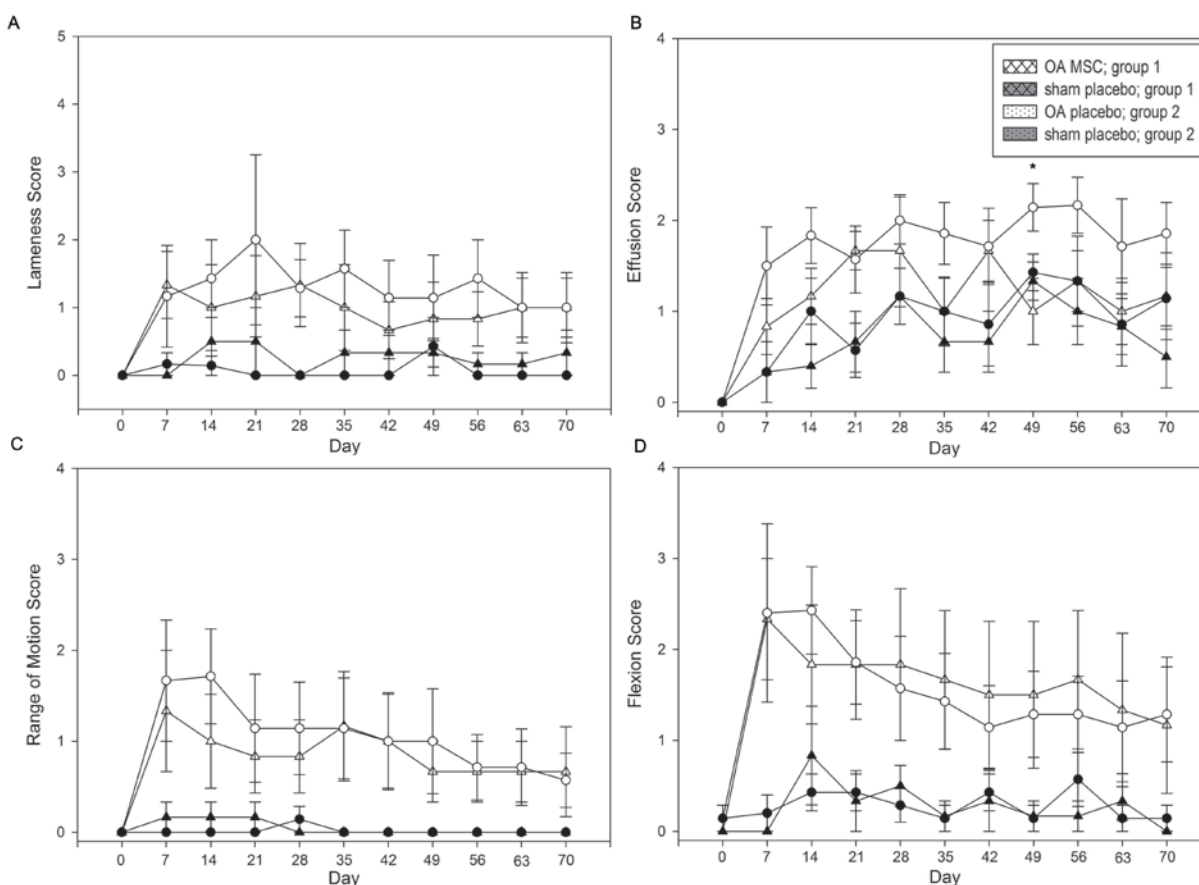 A
5
4
3
2
1
0
Lameness Score
0 7 14 21 28 35 42 49 56 63 70
Day
B
4
3
2
1
0
Effusion Score
OA MSC; group 1
sham placebo; group 1
OA placebo; group 2
sham placebo; group 2
*
0 7 14 21 28 35 42 49 56 63 70
Day
C
4
3
2
1
0
Range of Motion Score
0 7 14 21 28 35 42 49 56 63 70
Day
D
4
3
2
1
0
Flexion Score
0 7 14 21 28 35 42 49 56 63 70
Day